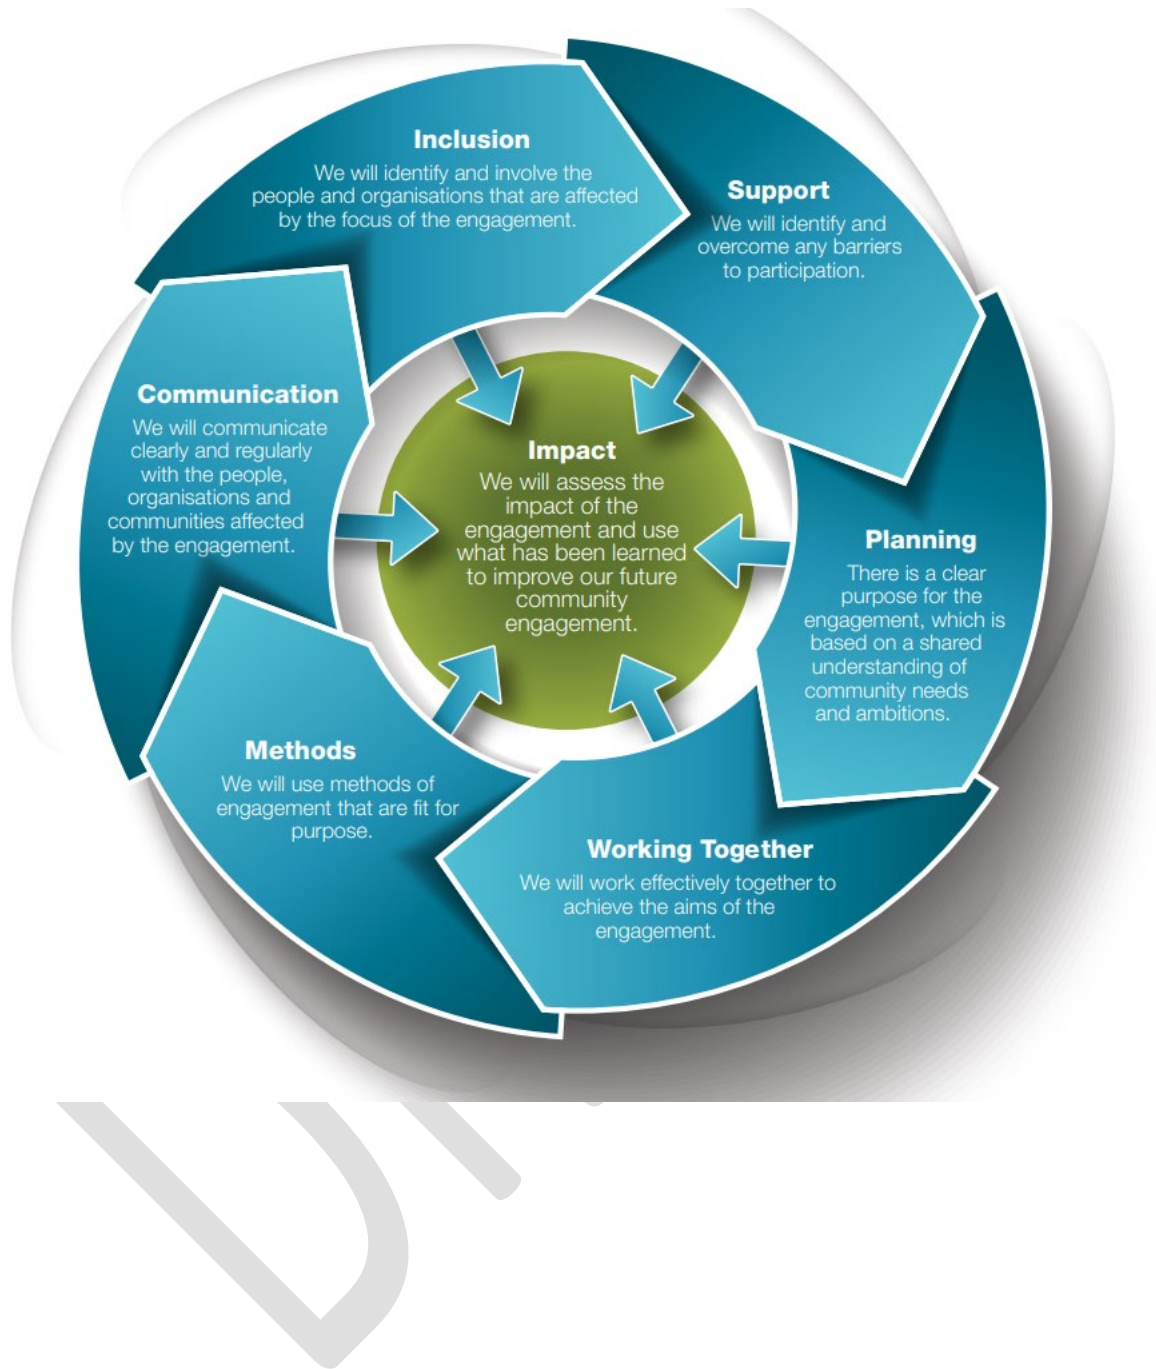 Inclusion
We will identify and involve the
people and organisations that are affected
by the focus of the engagement.
Support
We will identify and
overcome any barriers
to participation.
Planning
There is a clear
purpose for the
engagement, which is
based on a shared
understanding of
community needs
and ambitions.
Working Together
We will work effectively together to
achieve the aims of the
engagement.
Methods
We will use methods of
engagement that are fit for
purpose.
Communication
We will communicate
clearly and regularly
with the people,
organisations and
communities affected
by the engagement.
Impact
We will assess the
impact of the
engagement and use
what has been learned
to improve our future
community
engagement.